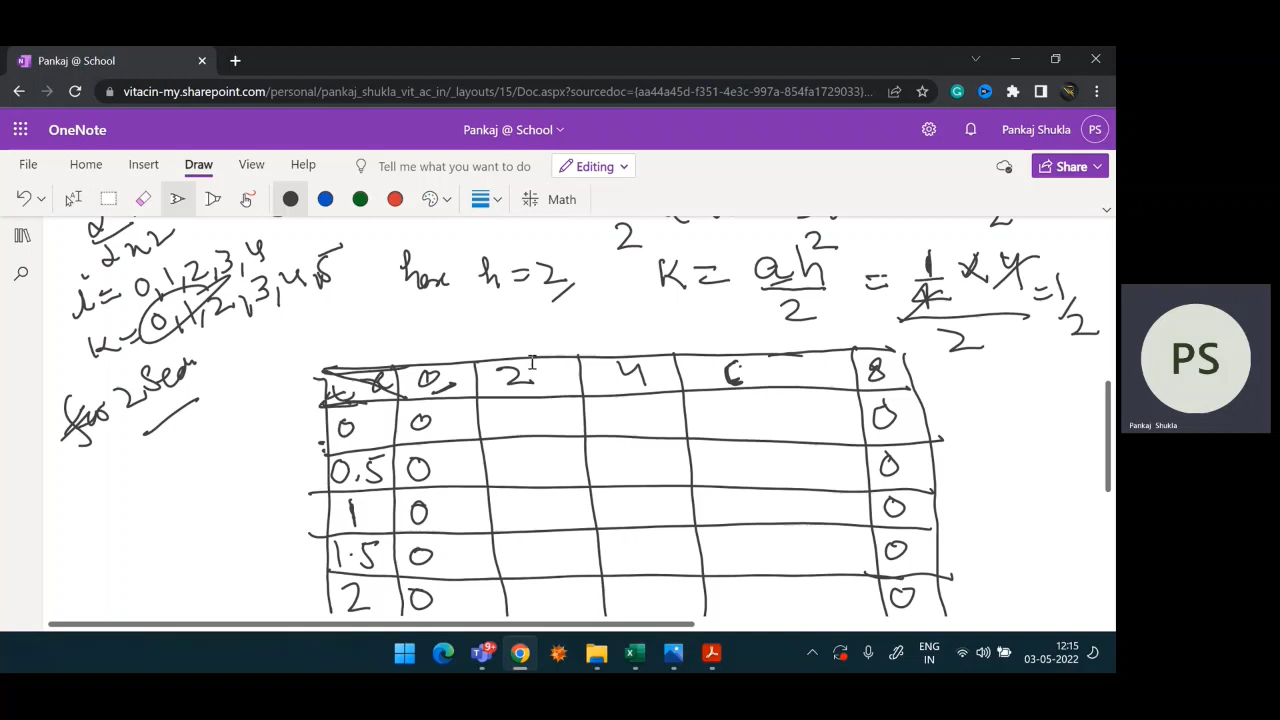 Pankaj @ School
vitacin-my.sharepoint.com/personal/pankaj_shukla_vit_ac_in/_layouts/15/Doc.aspx?sourcedoc={aa44a45d-f351-4e3c-997a-854fa1729033}...
OneNote
Pankaj @ School
Pankaj Shukla PS
File Home Insert Draw View Help Tell me what you want to do Editing Share
Math
i = 0, 1, 2, 3, 4
K = 0, 1, 2, 3, 4, 5
here h = 2,
K = ah²/2 = 1/2
for 2 sec
0 2 4 6 8
0 0 0
0.5 0 0
1 0 0
1.5 0 0
2 0 0
PS
Pankaj Shukla
9+
ENG
IN
12:15
03-05-2022